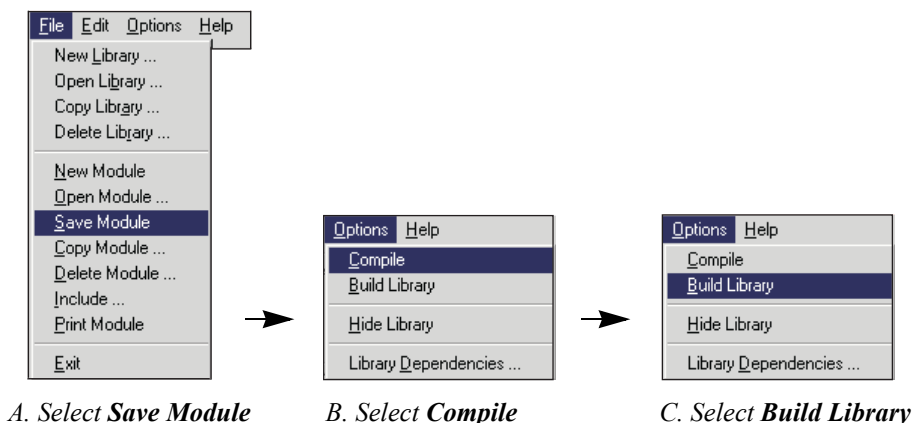 File Edit Options Help
New Library ...
Open Library ...
Copy Library ...
Delete Library ...
New Module
Open Module ...
Save Module
Copy Module ...
Delete Module ...
Include ...
Print Module
Exit
A. Select Save Module
Options Help
Compile
Build Library
Hide Library
Library Dependencies ...
B. Select Compile
Options Help
Compile
Build Library
Hide Library
Library Dependencies ...
C. Select Build Library